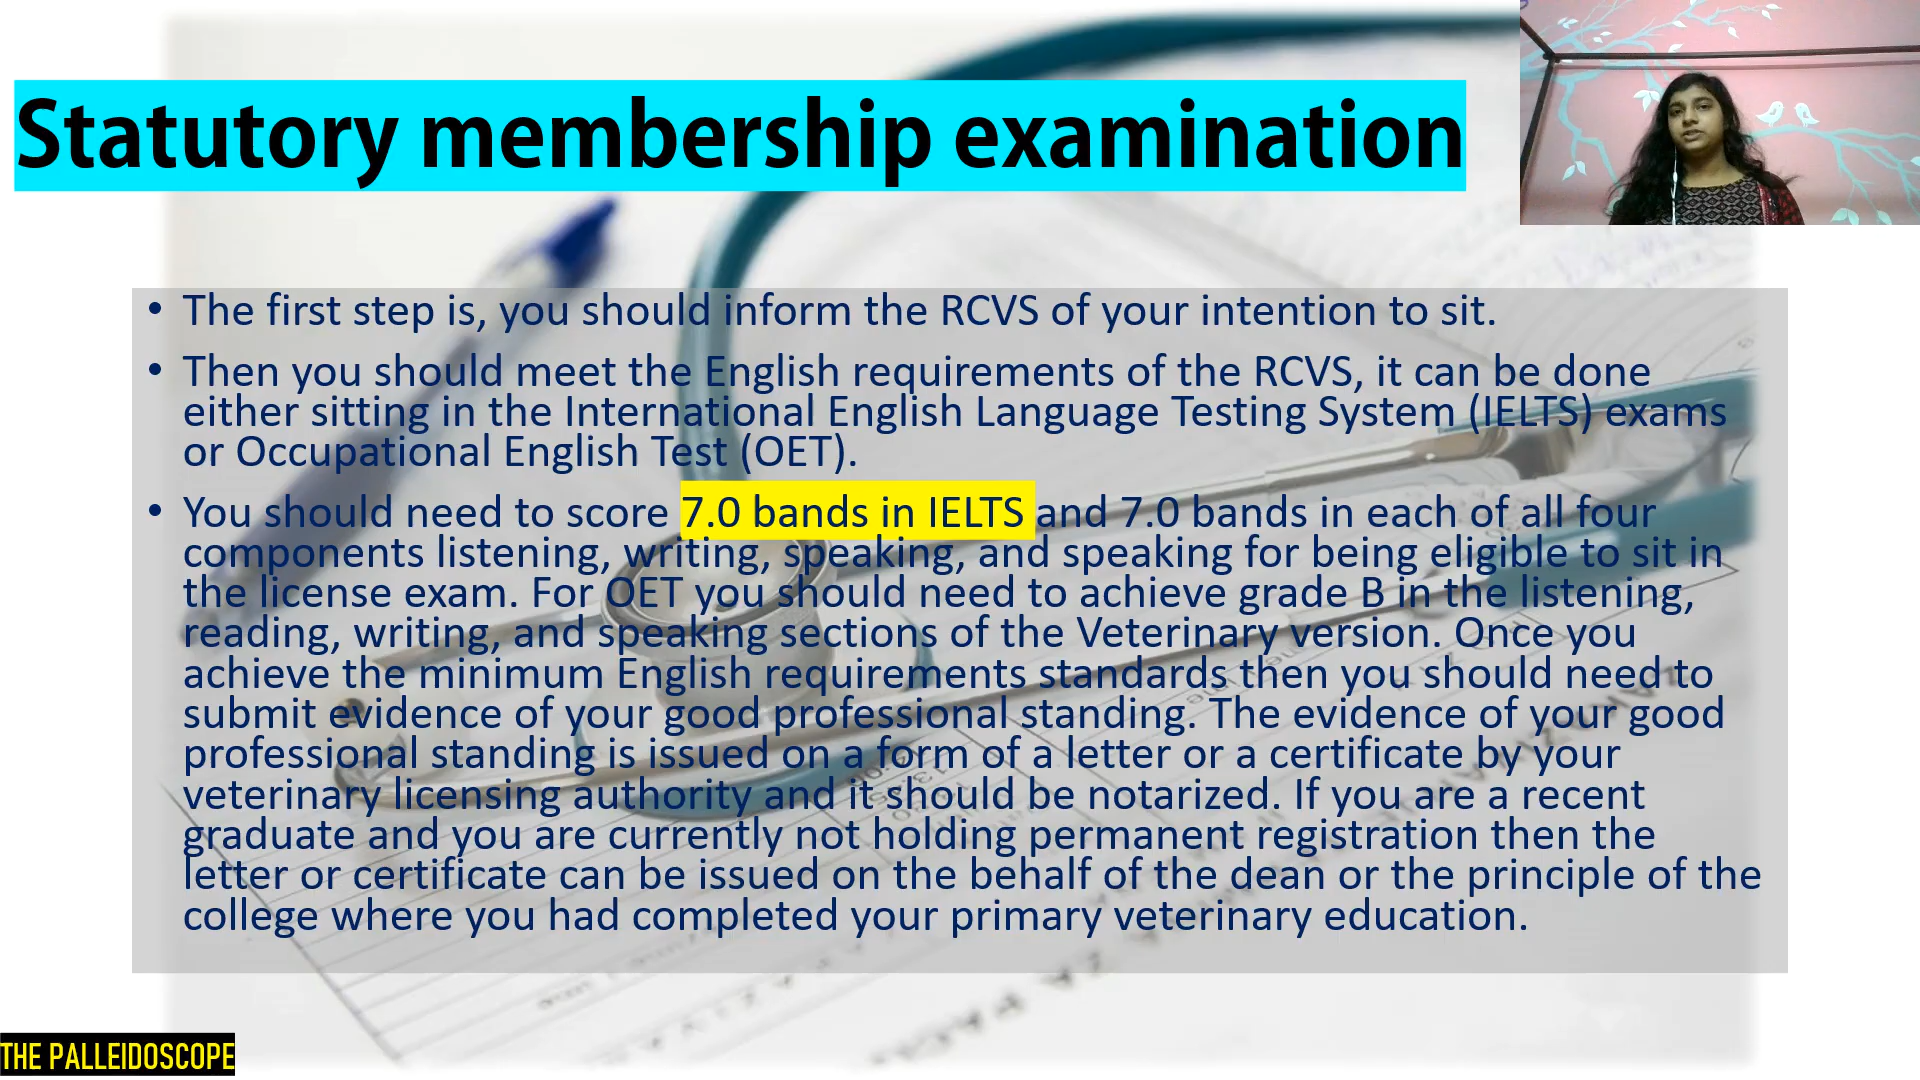 Statutory membership examination
• The first step is, you should inform the RCVS of your intention to sit.
• Then you should meet the English requirements of the RCVS, it can be done
either sitting in the International English Language Testing System (IELTS) exams
or Occupational English Test (OET).
• You should need to score 7.0 bands in IELTS and 7.0 bands in each of all four
components listening, writing, speaking, and speaking for being eligible to sit in
the license exam. For OET you should need to achieve grade B in the listening,
reading, writing, and speaking sections of the Veterinary version. Once you
achieve the minimum English requirements standards then you should need to
submit evidence of your good professional standing. The evidence of your good
professional standing is issued on a form of a letter or a certificate by your
veterinary licensing authority and it should be notarized. If you are a recent
graduate and you are currently not holding permanent registration then the
letter or certificate can be issued on the behalf of the dean or the principle of the
college where you had completed your primary veterinary education.
THE PALLEIDOSCOPE